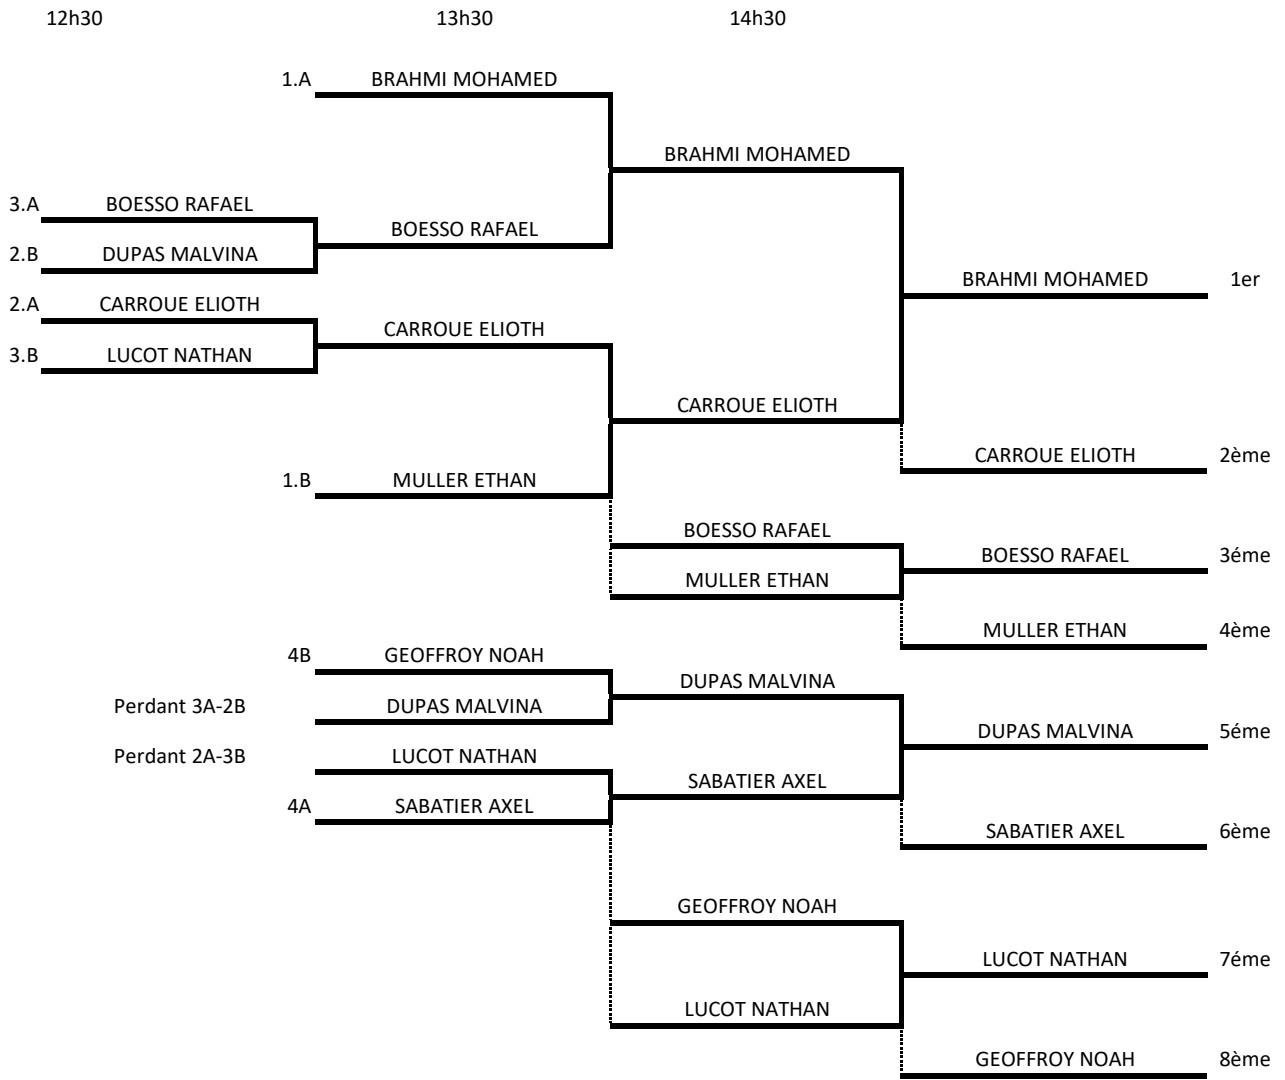 12h30 13h30 14h30
1.A BRAHMI MOHAMED
BRAHMI MOHAMED
3.A BOESSO RAFAEL
BOESSO RAFAEL
2.B DUPAS MALVINA
BRAHMI MOHAMED 1er
2.A CARROUE ELIOTH
CARROUE ELIOTH
3.B LUCOT NATHAN
CARROUE ELIOTH
CARROUE ELIOTH 2ème
1.B MULLER ETHAN
BOESSO RAFAEL
BOESSO RAFAEL 3éme
MULLER ETHAN
MULLER ETHAN 4ème
4B GEOFFROY NOAH
DUPAS MALVINA
Perdant 3A-2B DUPAS MALVINA
DUPAS MALVINA 5éme
Perdant 2A-3B LUCOT NATHAN
SABATIER AXEL
4A SABATIER AXEL
SABATIER AXEL 6ème
GEOFFROY NOAH
LUCOT NATHAN 7éme
LUCOT NATHAN
GEOFFROY NOAH 8ème